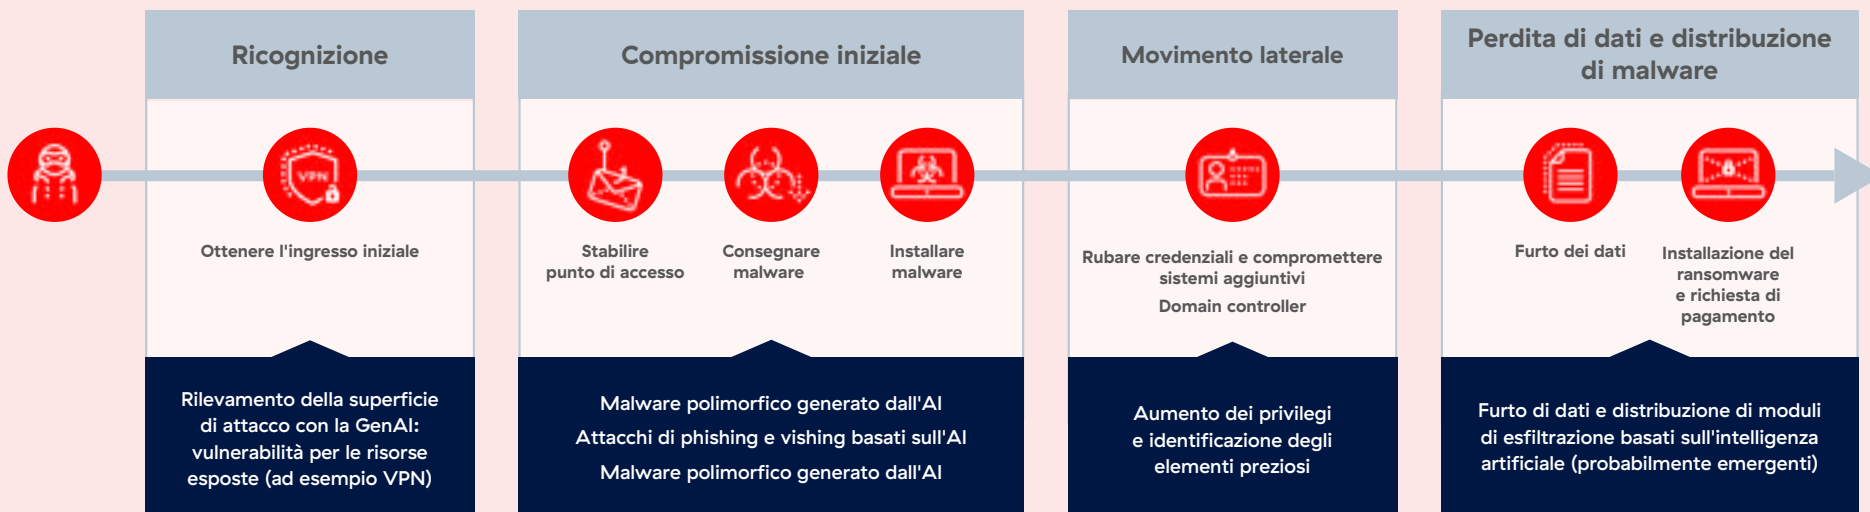 Ricognizione
VPN
Ottenere l'ingresso iniziale
Rilevamento della superficie
di attacco con la GenAI:
vulnerabilità per le risorse
esposte (ad esempio VPN)
Compromissione iniziale
Stabilire
punto di accesso
Consegnare
malware
Installare
malware
Malware polimorfico generato dall'AI
Attacchi di phishing e vishing basati sull'AI
Malware polimorfico generato dall'AI
Movimento laterale
Rubare credenziali e compromettere
sistemi aggiuntivi
Domain controller
Aumento dei privilegi
e identificazione degli
elementi preziosi
Perdita di dati e distribuzione
di malware
Furto dei dati
Installazione del
ransomware
e richiesta di
pagamento
Furto di dati e distribuzione di moduli
di esfiltrazione basati sull'intelligenza
artificiale (probabilmente emergenti)